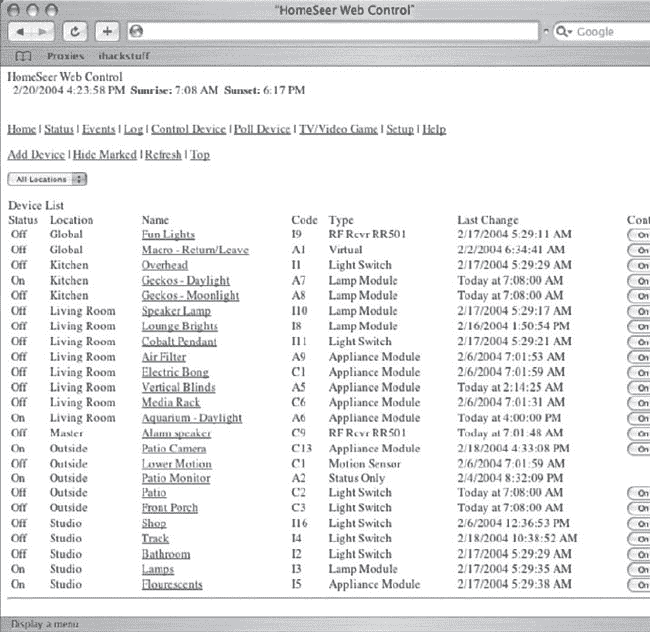 "HomeSeer Web Control"
Google
Proxies ihackstuff
HomeSeer Web Control
2/20/2004 4:23:58 PM Sunrise: 7:08 AM Sunset: 6:17 PM
Home | Status | Events | Log | Control Device | Poll Device | TV/Video Game | Setup | Help
Add Device | Hide Marked | Refresh | Top
All Locations
Device List
Status Location Name Code Type Last Change Cont
Off Global Fun Lights I9 RF Rcvr RR501 2/17/2004 5:29:11 AM On
Off Global Macro - Return/Leave A1 Virtual 2/2/2004 6:34:41 AM On
Off Kitchen Overhead I1 Light Switch 2/17/2004 5:29:29 AM On
On Kitchen Geckos - Daylight A7 Lamp Module Today at 7:08:00 AM On
Off Kitchen Geckos - Moonlight A8 Lamp Module Today at 7:08:00 AM On
Off Living Room Speaker Lamp I10 Lamp Module 2/17/2004 5:29:17 AM On
Off Living Room Lounge Brights I8 Lamp Module 2/16/2004 1:50:54 PM On
Off Living Room Cobalt Pendant I11 Light Switch 2/17/2004 5:29:21 AM On
Off Living Room Air Filter A9 Appliance Module 2/6/2004 7:01:53 AM On
Off Living Room Electric Bong C1 Appliance Module 2/6/2004 7:01:59 AM On
Off Living Room Vertical Blinds A5 Appliance Module Today at 2:14:25 AM On
Off Living Room Media Rack C6 Appliance Module 2/6/2004 7:01:31 AM On
On Living Room Aquarium - Daylight A6 Appliance Module Today at 4:00:00 PM On
Off Master Alarm speaker C9 RF Rcvr RR501 Today at 7:01:48 AM On
On Outside Patio Camera C13 Appliance Module 2/18/2004 4:33:08 PM On
Off Outside Lower Motion C1 Motion Sensor 2/6/2004 7:01:59 AM
On Outside Patio Monitor A2 Status Only 2/4/2004 8:32:09 PM
Off Outside Patio C2 Light Switch Today at 7:08:00 AM On
Off Outside Front Porch C3 Light Switch Today at 7:08:00 AM On
Off Studio Shop I16 Light Switch 2/6/2004 12:36:53 PM On
Off Studio Track I4 Light Switch 2/18/2004 10:38:52 AM On
Off Studio Bathroom I2 Light Switch 2/17/2004 5:29:29 AM On
On Studio Lamps I3 Lamp Module 2/17/2004 5:29:35 AM On
On Studio Flourescents I5 Appliance Module 2/17/2004 5:29:38 AM On
Display a menu